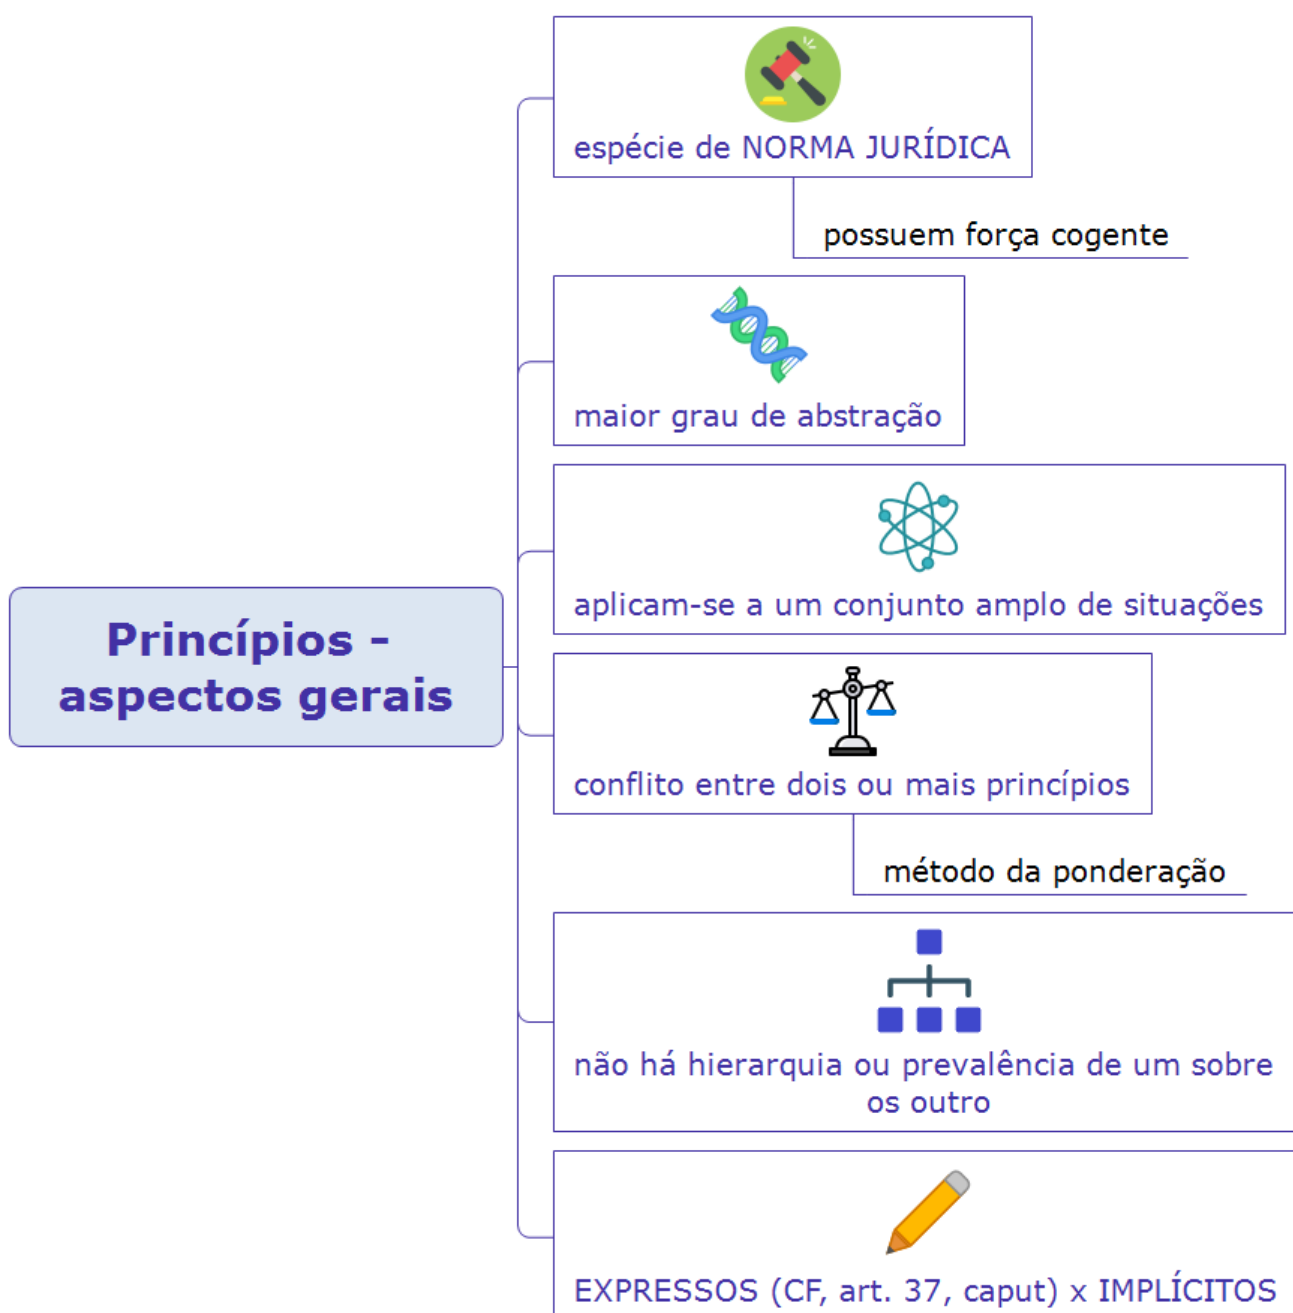 espécie de NORMA JURÍDICA
possuem força cogente
maior grau de abstração
aplicam-se a um conjunto amplo de situações
Princípios -
aspectos gerais
conflito entre dois ou mais princípios
método da ponderação
não há hierarquia ou prevalência de um sobre
os outro
EXPRESSOS (CF, art. 37, caput) x IMPLÍCITOS